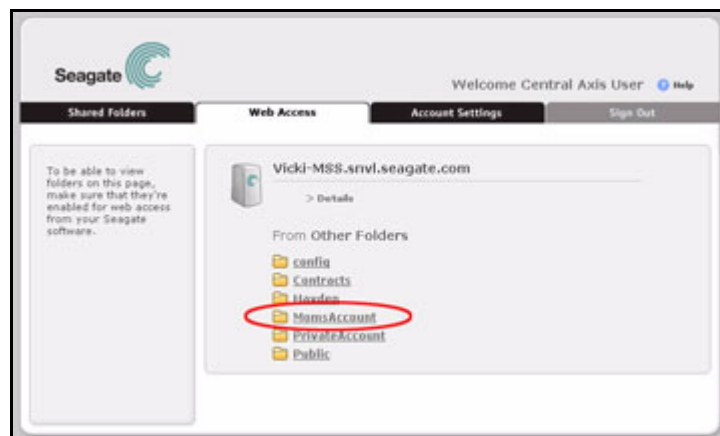 Seagate
Welcome Central Axis User Help
Shared Folders Web Access Account Settings Sign Out
To be able to view
folders on this page,
make sure that they're
enabled for web access
from your Seagate
software.
Vicki-MSS.snvl.seagate.com
> Details
From Other Folders
config
Contracts
MomsAccount
PrivateAccount
Public